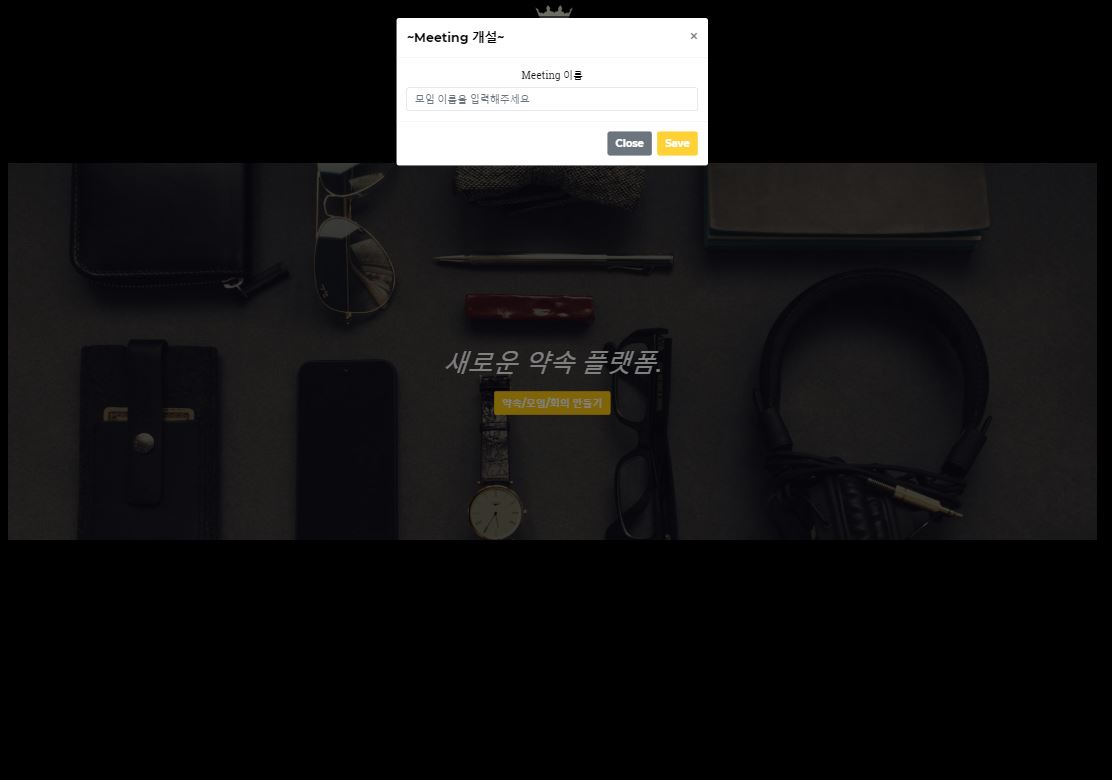 ~Meeting 개설~
×
Meeting 이름
모임 이름을 입력해주세요
Close
Save
새로운 약속 플랫폼.
약속/모임/회의 만들기